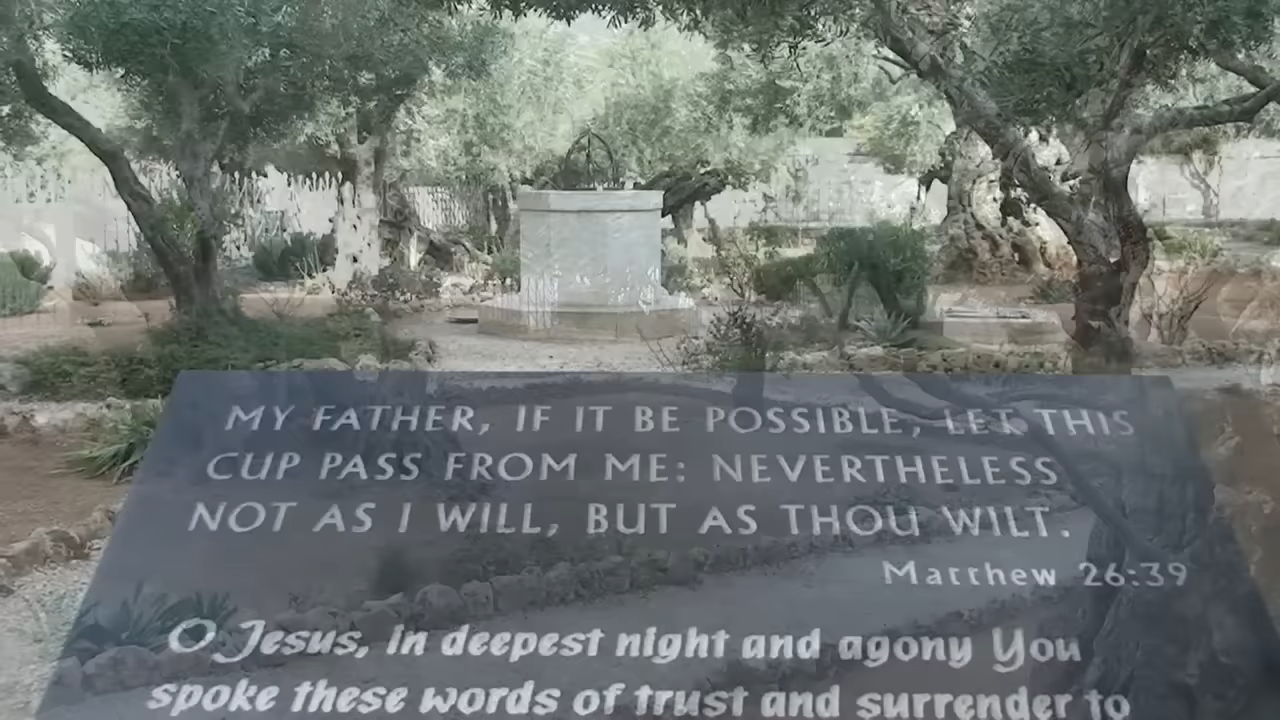 MY FATHER, IF IT BE POSSIBLE, LET THIS
CUP PASS FROM ME: NEVERTHELESS
NOT AS I WILL, BUT AS THOU WILT.
Matthew 26:39
O Jesus, in deepest night and agony You
spoke these words of trust and surrender to